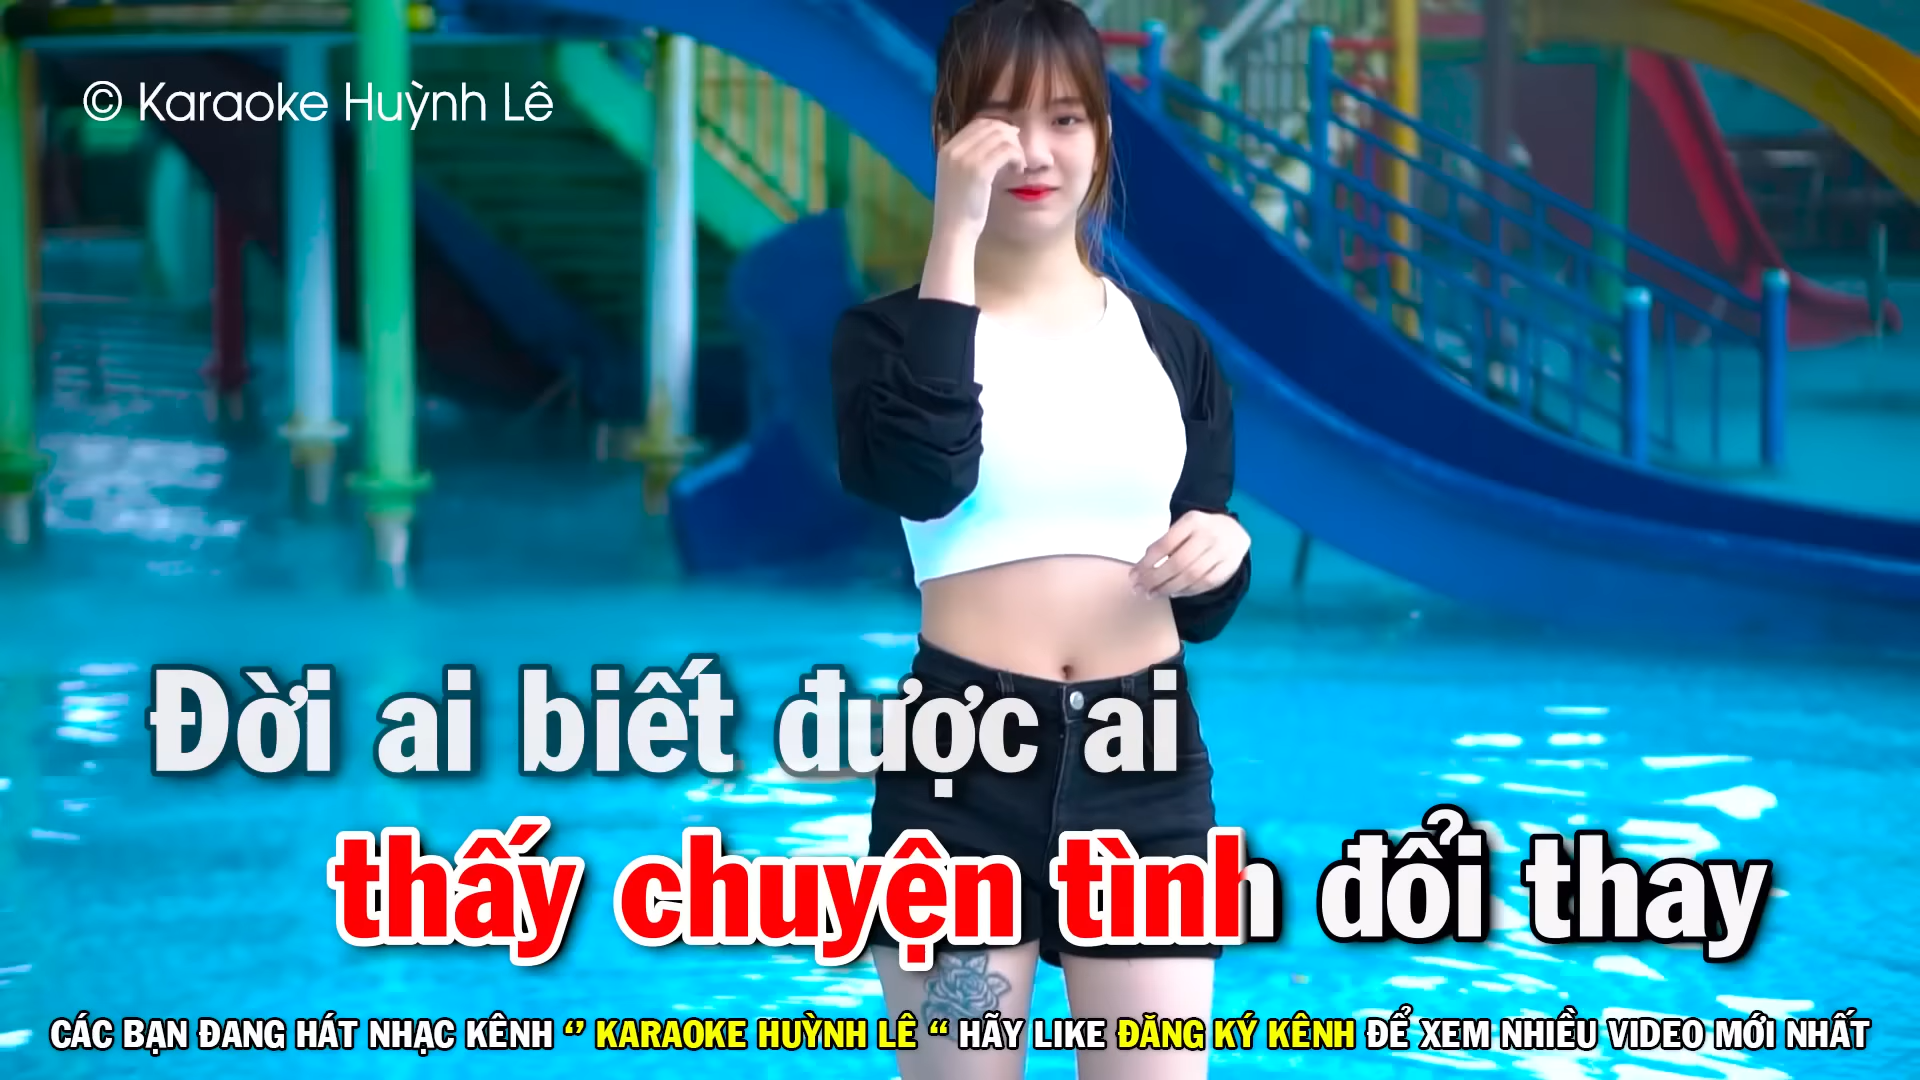 © Karaoke Huỳnh Lê
Đời ai biết được ai
thấy chuyện tình đổi thay
CÁC BẠN ĐANG HÁT NHẠC KÊNH ‘’ KARAOKE HUỲNH LÊ “ HÃY LIKE ĐĂNG KÝ KÊNH ĐỂ XEM NHIỀU VIDEO MỚI NHẤT